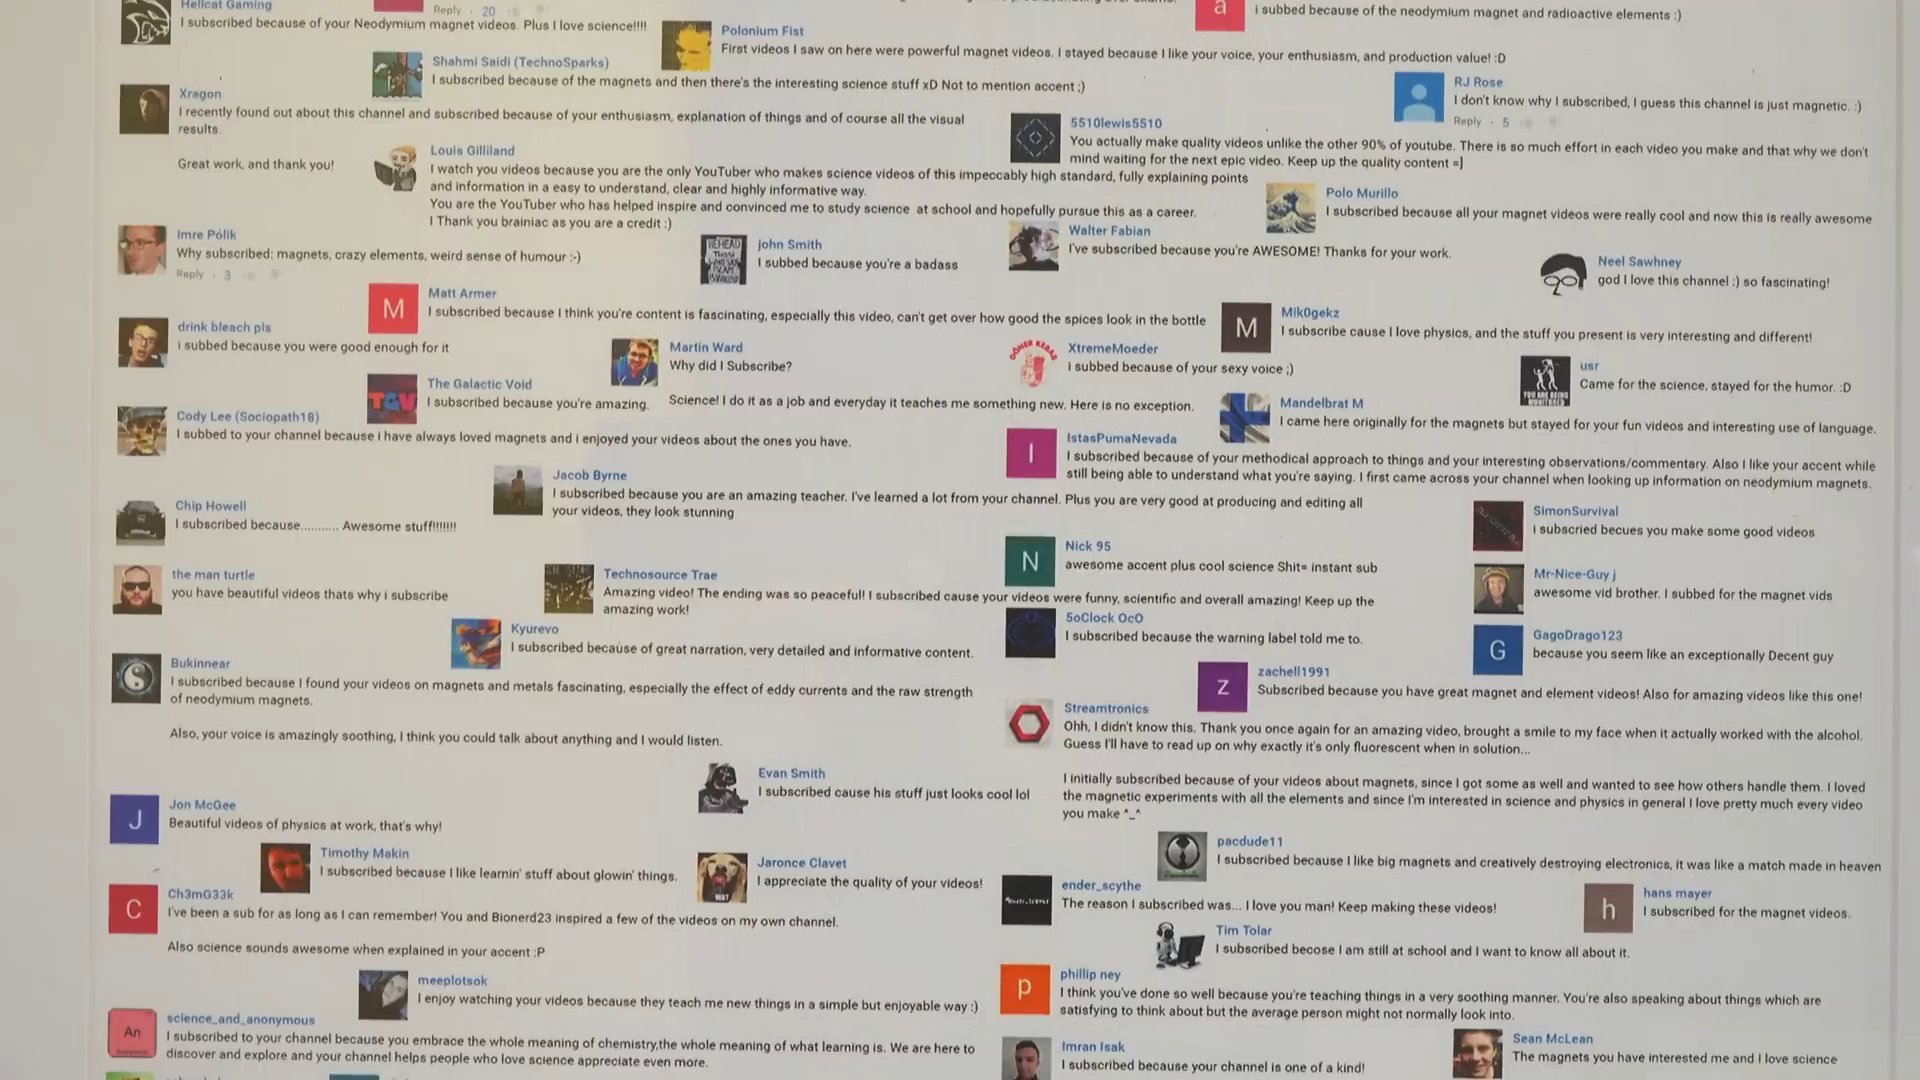 Hellcat Gaming
I subscribed because of your Neodymium magnet videos. Plus I love science!!!!
Reply · 20
a
i subbed because of the neodymium magnet and radioactive elements :)
Polonium Fist
First videos I saw on here were powerful magnet videos. I stayed because I like your voice, your enthusiasm, and production value! :D
Shahmi Saidi (TechnoSparks)
I subscribed because of the magnets and then there's the interesting science stuff xD Not to mention accent ;)
RJ Rose
I don't know why I subscribed, I guess this channel is just magnetic. :)
Reply · 5
Xragon
I recently found out about this channel and subscribed because of your enthusiasm, explanation of things and of course all the visual
results.
Great work, and thank you!
5510lewis5510
You actually make quality videos unlike the other 90% of youtube. There is so much effort in each video you make and that why we don't
mind waiting for the next epic video. Keep up the quality content =]
Louis Gilliland
I watch you videos because you are the only YouTuber who makes science videos of this impeccably high standard, fully explaining points
and information in a easy to understand, clear and highly informative way.
You are the YouTuber who has helped inspire and convinced me to study science at school and hopefully pursue this as a career.
I Thank you brainiac as you are a credit :)
Polo Murillo
I subscribed because all your magnet videos were really cool and now this is really awesome
Imre Pólik
Why subscribed: magnets, crazy elements, weird sense of humour :-)
Reply · 3
john Smith
I subbed because you're a badass
Walter Fabian
I've subscribed because you're AWESOME! Thanks for your work.
Neel Sawhney
god I love this channel :) so fascinating!
M
Matt Armer
I subscribed because I think you're content is fascinating, especially this video, can't get over how good the spices look in the bottle
M
Mik0gekz
I subscribe cause I love physics, and the stuff you present is very interesting and different!
drink bleach pls
i subbed because you were good enough for it
Martin Ward
Why did I Subscribe?
Science! I do it as a job and everyday it teaches me something new. Here is no exception.
DÖNER KEBAB
XtremeMoeder
i subbed because of your sexy voice ;)
YOU ARE BEING MONITORED
usr
Came for the science, stayed for the humor. :D
TGV
The Galactic Void
I subscribed because you're amazing.
Mandelbrat M
I came here originally for the magnets but stayed for your fun videos and interesting use of language.
Cody Lee (Sociopath18)
I subbed to your channel because i have always loved magnets and i enjoyed your videos about the ones you have.
I
IstasPumaNevada
I subscribed because of your methodical approach to things and your interesting observations/commentary. Also I like your accent while
still being able to understand what you're saying. I first came across your channel when looking up information on neodymium magnets.
Jacob Byrne
I subscribed because you are an amazing teacher. I've learned a lot from your channel. Plus you are very good at producing and editing all
your videos, they look stunning
Chip Howell
I subscribed because........... Awesome stuff!!!!!!!
SimonSurvival
i subscried becues you make some good videos
N
Nick 95
awesome accent plus cool science Shit= instant sub
the man turtle
you have beautiful videos thats why i subscribe
Technosource Trae
Amazing video! The ending was so peaceful! I subscribed cause your videos were funny, scientific and overall amazing! Keep up the
amazing work!
Mr-Nice-Guy j
awesome vid brother. I subbed for the magnet vids
5oClock OcO
I subscribed because the warning label told me to.
Kyurevo
I subscribed because of great narration, very detailed and informative content.
G
GagoDrago123
because you seem like an exceptionally Decent guy
Bukinnear
I subscribed because I found your videos on magnets and metals fascinating, especially the effect of eddy currents and the raw strength
of neodymium magnets.
Also, your voice is amazingly soothing, I think you could talk about anything and I would listen.
z
zachell1991
Subscribed because you have great magnet and element videos! Also for amazing videos like this one!
Streamtronics
Ohh, I didn't know this. Thank you once again for an amazing video, brought a smile to my face when it actually worked with the alcohol.
Guess I'll have to read up on why exactly it's only fluorescent when in solution...
I initially subscribed because of your videos about magnets, since I got some as well and wanted to see how others handle them. I loved
the magnetic experiments with all the elements and since I'm interested in science and physics in general I love pretty much every video
you make ^_^
Evan Smith
I subscribed cause his stuff just looks cool lol
J
Jon McGee
Beautiful videos of physics at work, that's why!
pacdude11
I subscribed because I like big magnets and creatively destroying electronics, it was like a match made in heaven
Timothy Makin
I subscribed because I like learnin' stuff about glowin' things.
WAT
Jaronce Clavet
I appreciate the quality of your videos!
C
Ch3mG33k
I've been a sub for as long as I can remember! You and Bionerd23 inspired a few of the videos on my own channel.
Also science sounds awesome when explained in your accent :P
ender_scythe
The reason I subscribed was... I love you man! Keep making these videos!
h
hans mayer
I subscribed for the magnet videos.
Tim Tolar
I subscribed becose I am still at school and I want to know all about it.
meeplotsok
I enjoy watching your videos because they teach me new things in a simple but enjoyable way :)
p
phillip ney
I think you've done so well because you're teaching things in a very soothing manner. You're also speaking about things which are
satisfying to think about but the average person might not normally look into.
An
science_and_anonymous
I subscribed to your channel because you embrace the whole meaning of chemistry,the whole meaning of what learning is. We are here to
discover and explore and your channel helps people who love science appreciate even more.
Imran Isak
I subscribed because your channel is one of a kind!
Sean McLean
The magnets you have interested me and I love science